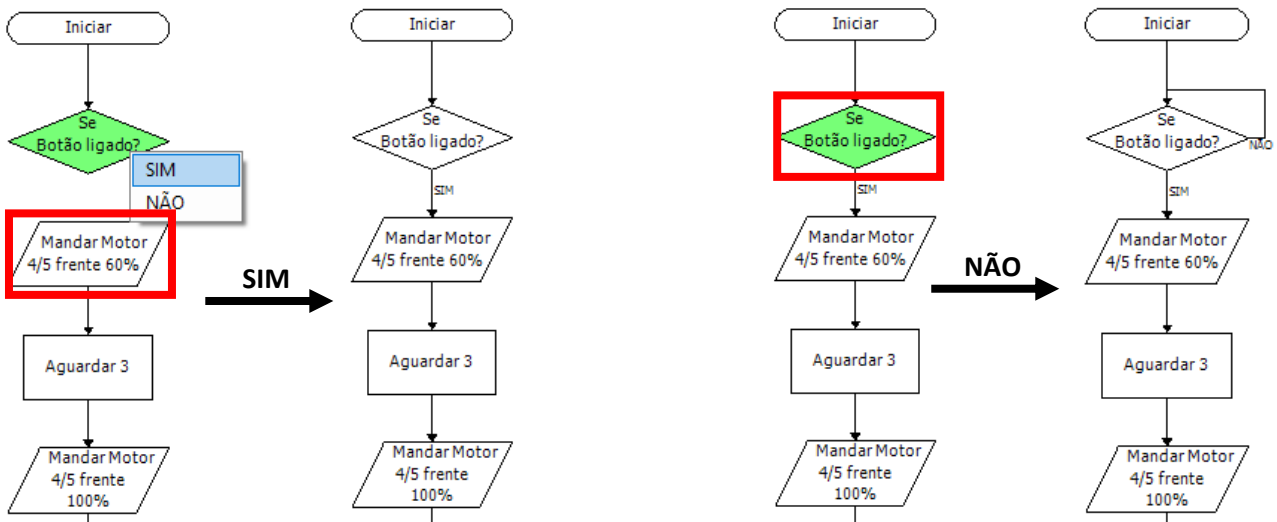 Iniciar
Se
Botão ligado?
SIM
NÃO
Mandar Motor
4/5 frente 60%
Aguardar 3
Mandar Motor
4/5 frente
100%
SIM
Iniciar
Se
Botão ligado?
SIM
Mandar Motor
4/5 frente 60%
Aguardar 3
Mandar Motor
4/5 frente
100%
Iniciar
Se
Botão ligado?
SIM
Mandar Motor
4/5 frente 60%
Aguardar 3
Mandar Motor
4/5 frente
100%
NÃO
Iniciar
Se
Botão ligado?
NÃO
SIM
Mandar Motor
4/5 frente 60%
Aguardar 3
Mandar Motor
4/5 frente
100%